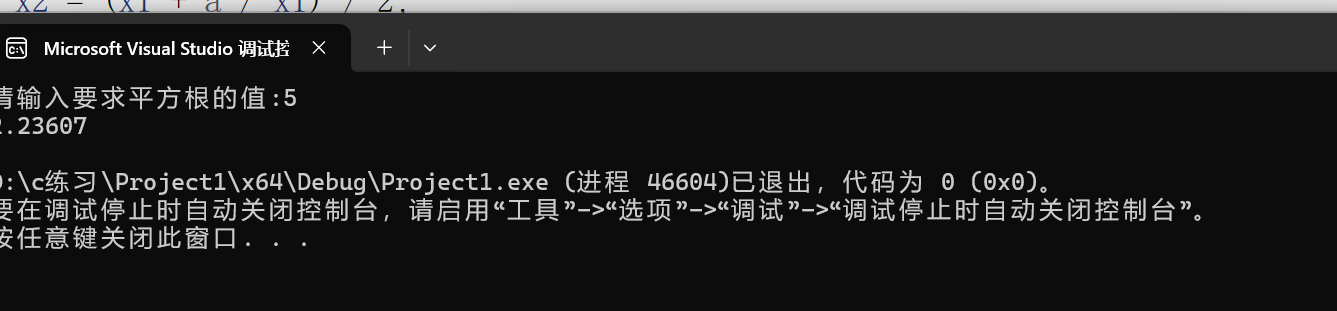 x2 = (x1 + a / x1) / 2;
Microsoft Visual Studio 调试控
请输入要求平方根的值:5
2.23607
D:\c练习\Project1\x64\Debug\Project1.exe (进程 46604)已退出，代码为 0 (0x0)。
要在调试停止时自动关闭控制台，请启用“工具”->“选项”->“调试”->“调试停止时自动关闭控制台”。
按任意键关闭此窗口. . .